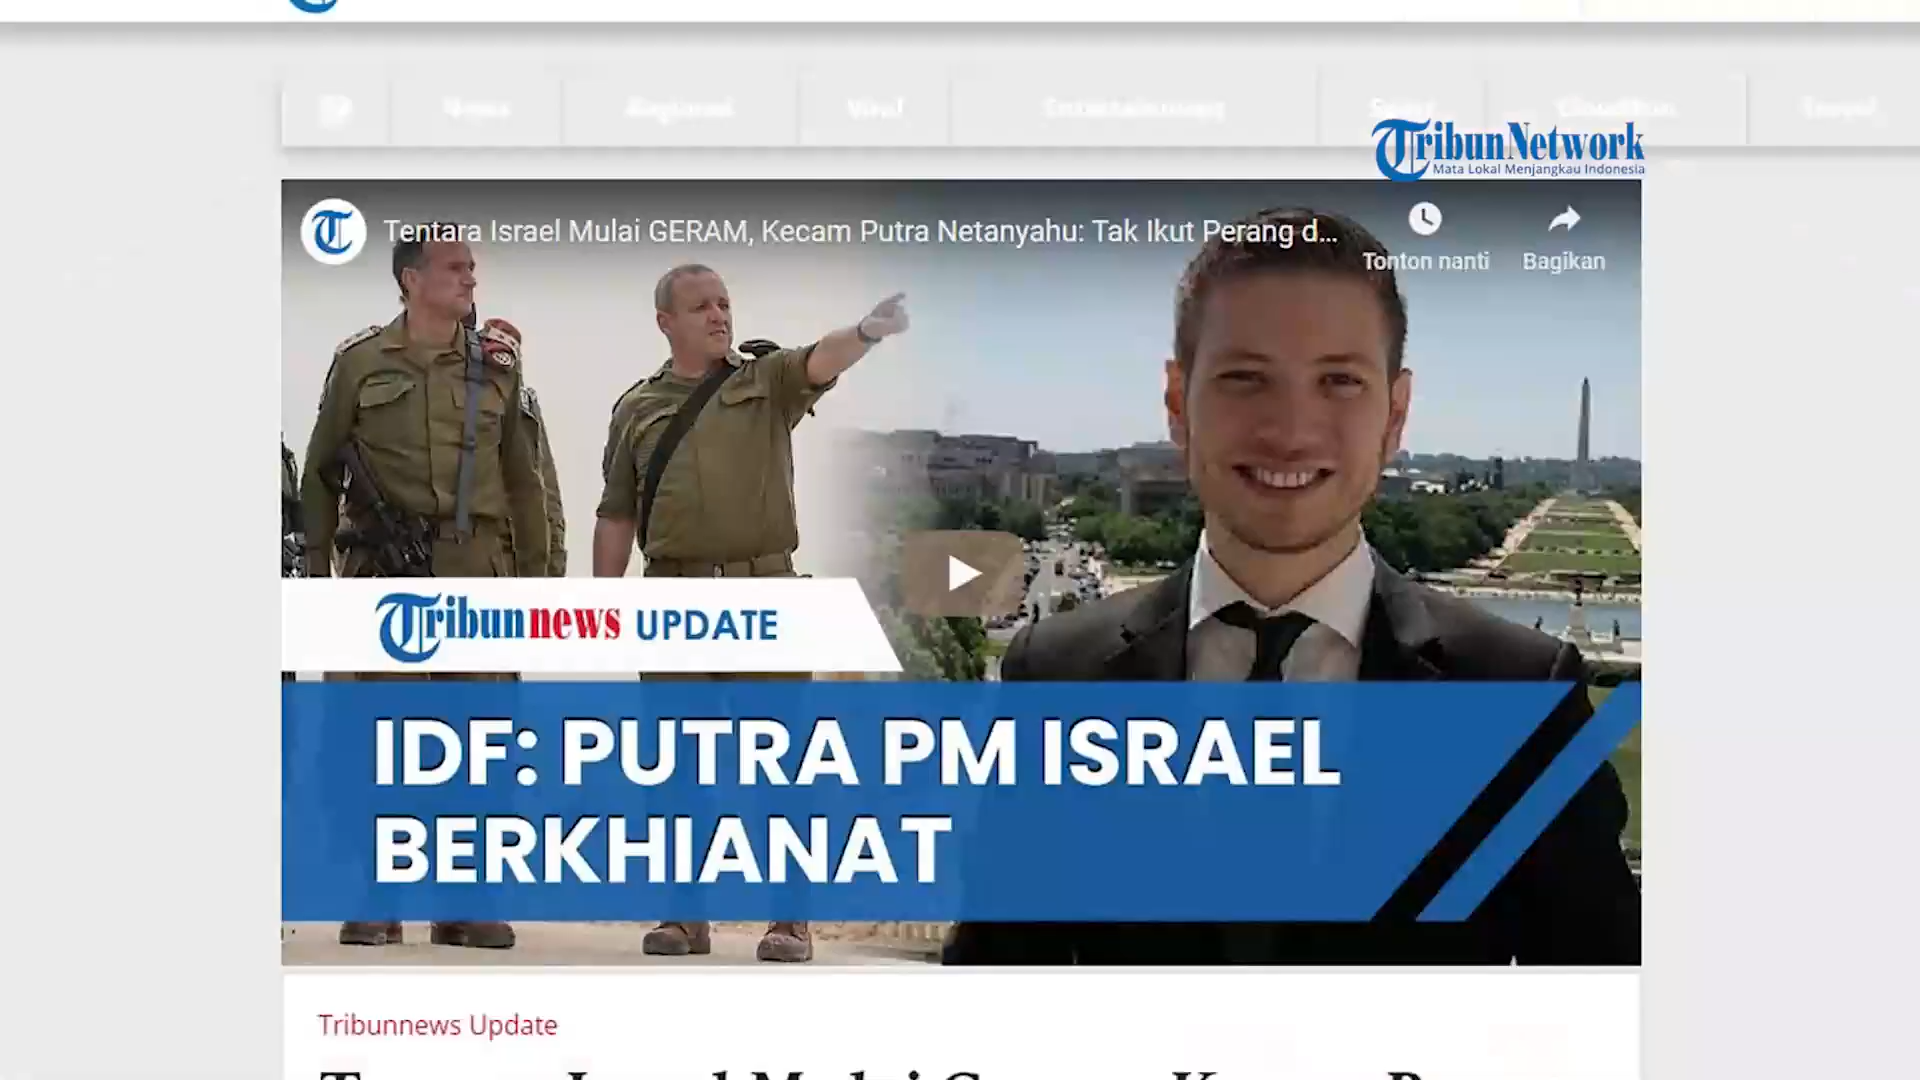 TribunNetwork
Mata Lokal Menjangkau Indonesia
Tentara Israel Mulai GERAM, Kecam Putra Netanyahu: Tak Ikut Perang d...
Tonton nanti
Bagikan
Tribunnews UPDATE
IDF: PUTRA PM ISRAEL
BERKHIANAT
Tribunnews Update